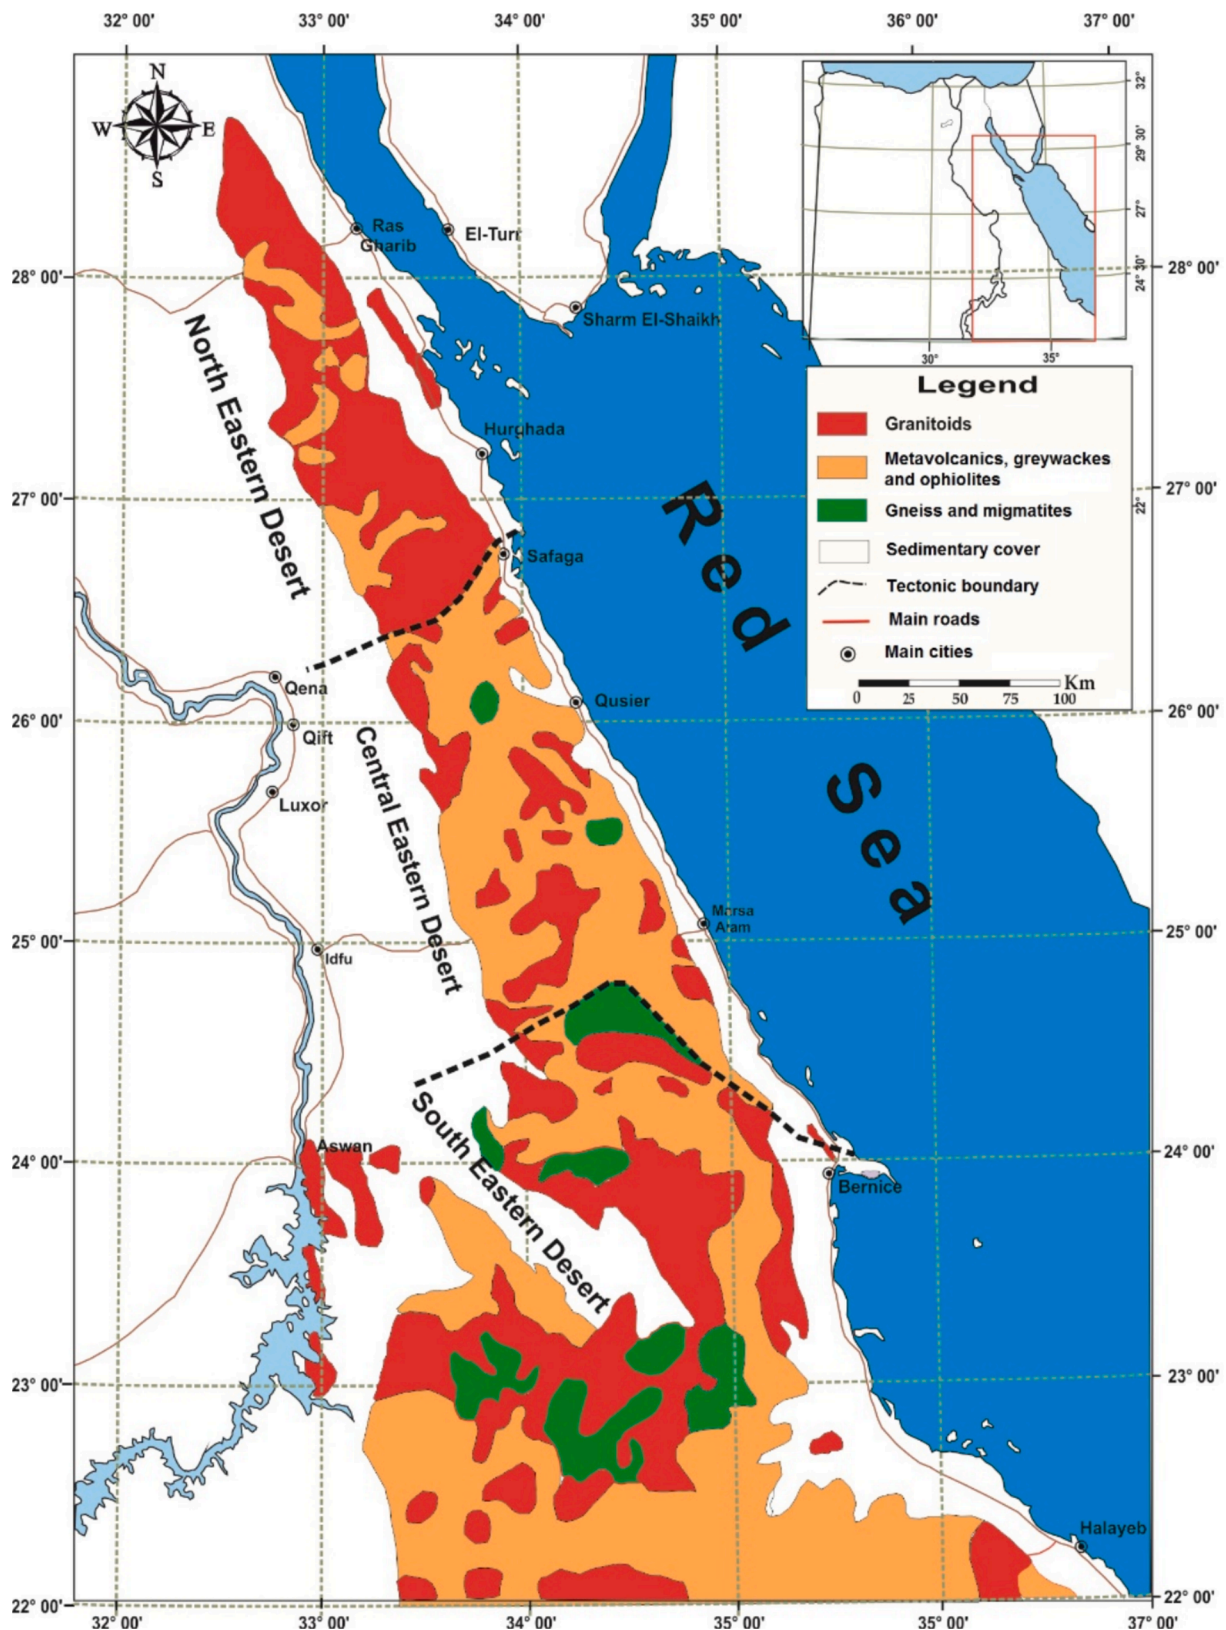 32° 00'
33° 00'
34° 00'
35° 00'
36° 00'
37° 00'
N
W
E
S
32°
30°
29°
27°
30°
24°
22°
30°
35°
Ras
Gharib
El-Turr
28° 00'
28° 00'
Sharm El-Shaikh
North Eastern Desert
Hurghada
27° 00'
27° 00'
Safaga
Red
Sea
Legend
Granitoids
Metavolcanics, greywackes
and ophiolites
Gneiss and migmatites
Sedimentary cover
Tectonic boundary
Main roads
Main cities
Km
0
25
50
75
100
Qena
Qusier
26° 00'
26° 00'
Qift
Luxor
Central Eastern Desert
Marsa
25° 00'
25° 00'
Idfu
South Eastern Desert
Aswan
24° 00'
24° 00'
Bernice
23° 00'
23° 00'
Halayeb
22° 00'
22° 00'
32° 00'
33° 00'
34° 00'
35° 00'
35° 00'
37° 00'